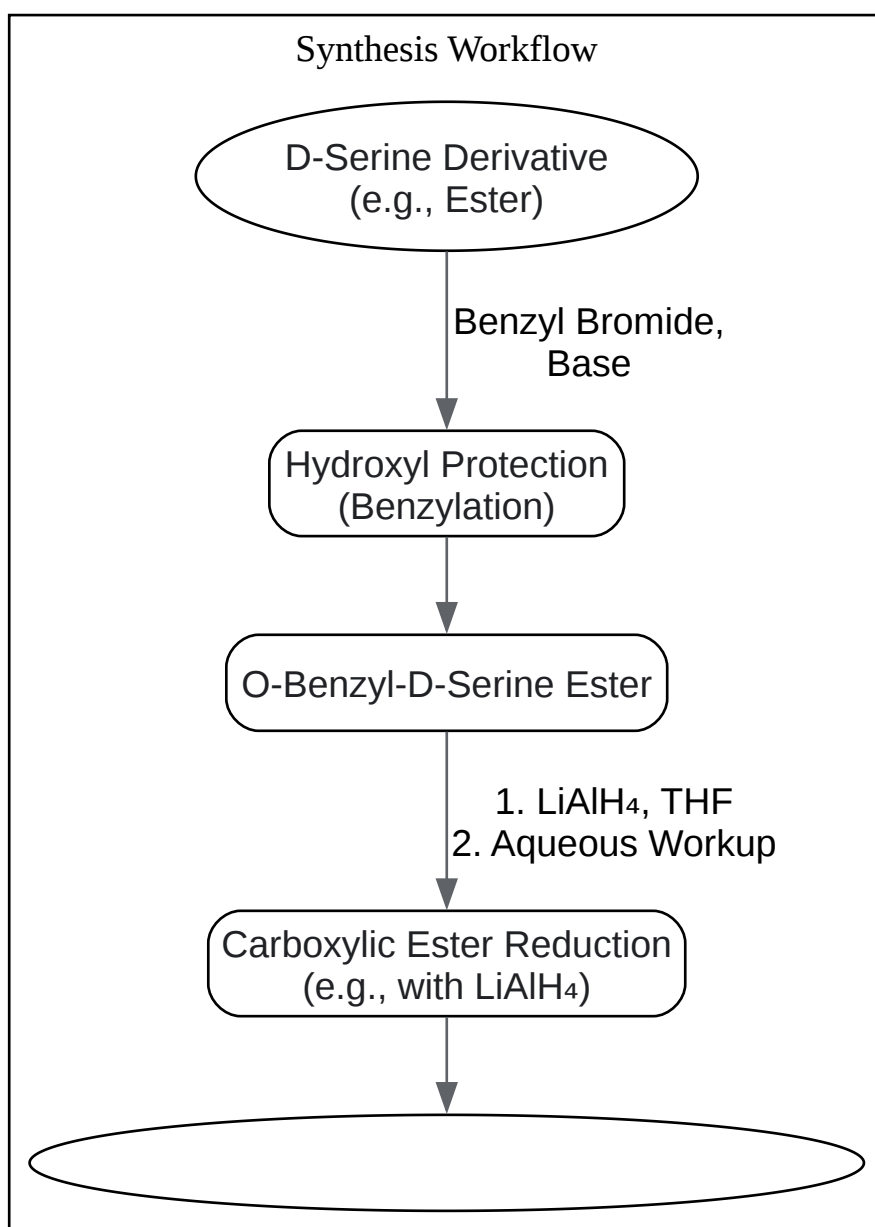 Synthesis Workflow
D-Serine Derivative
(e.g., Ester)
Benzyl Bromide,
Base
Hydroxyl Protection
(Benzylation)
O-Benzyl-D-Serine Ester
1. LiAlH₄, THF
2. Aqueous Workup
Carboxylic Ester Reduction
(e.g., with LiAlH₄)